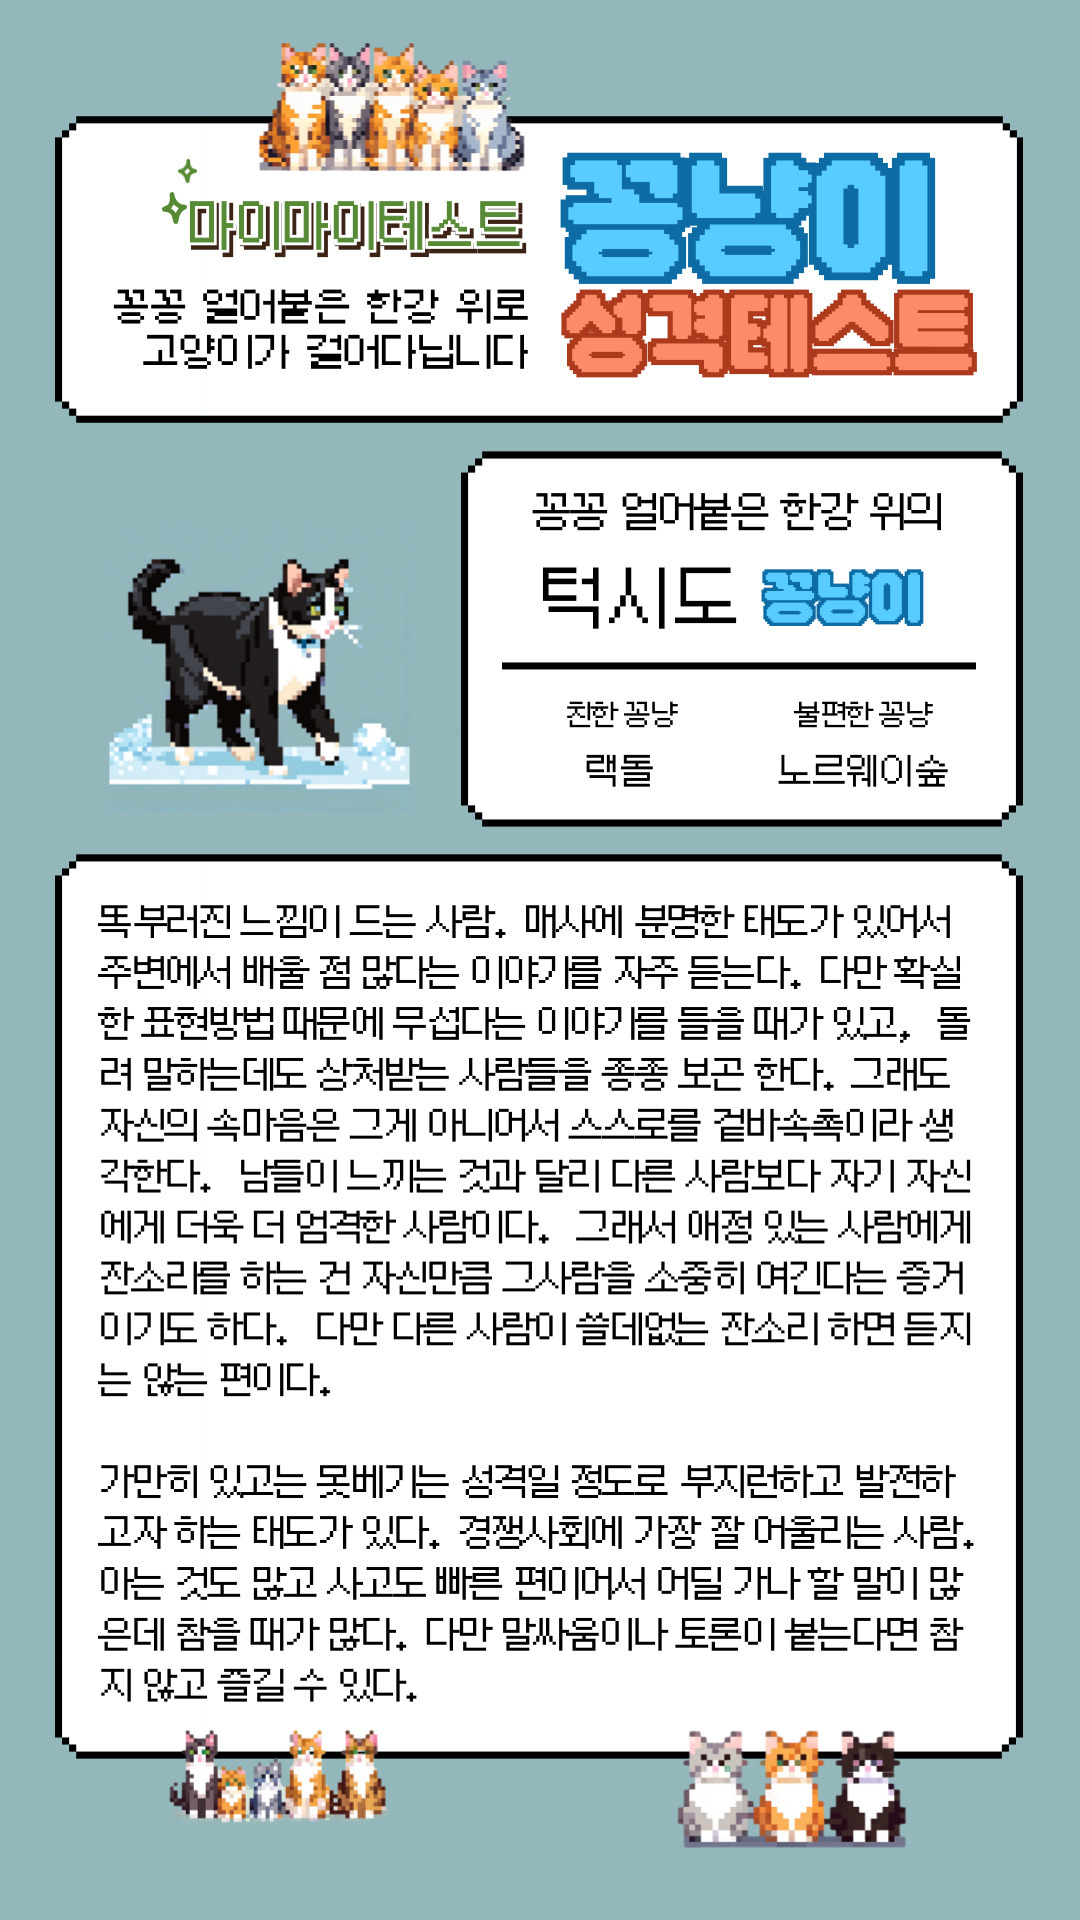 마이마이테스트
꽁꽁 얼어붙은 한강 위로
고양이가 걸어다닙니다
꽁냥이
성격테스트
꽁꽁 얼어붙은 한강 위의
턱시도 꽁냥이
친한 꽁냥
랙돌
불편한 꽁냥
노르웨이숲
똑부러진 느낌이 드는 사람. 매사에 분명한 태도가 있어서
주변에서 배울 점 많다는 이야기를 자주 듣는다. 다만 확실
한 표현방법 때문에 무섭다는 이야기를 들을 때가 있고, 돌
려 말하는데도 상처받는 사람들을 종종 보곤 한다. 그래도
자신의 속마음은 그게 아니어서 스스로를 겉바속촉이라 생
각한다. 남들이 느끼는 것과 달리 다른 사람보다 자기 자신
에게 더욱 더 엄격한 사람이다. 그래서 애정 있는 사람에게
잔소리를 하는 건 자신만큼 그사람을 소중히 여긴다는 증거
이기도 하다. 다만 다른 사람이 쓸데없는 잔소리 하면 듣지
는 않는 편이다.
가만히 있고는 못베기는 성격일 정도로 부지런하고 발전하
고자 하는 태도가 있다. 경쟁사회에 가장 잘 어울리는 사람.
아는 것도 많고 사고도 빠른 편이어서 어딜 가나 할 말이 많
은데 참을 때가 많다. 다만 말싸움이나 토론이 붙는다면 참
지 않고 즐길 수 있다.